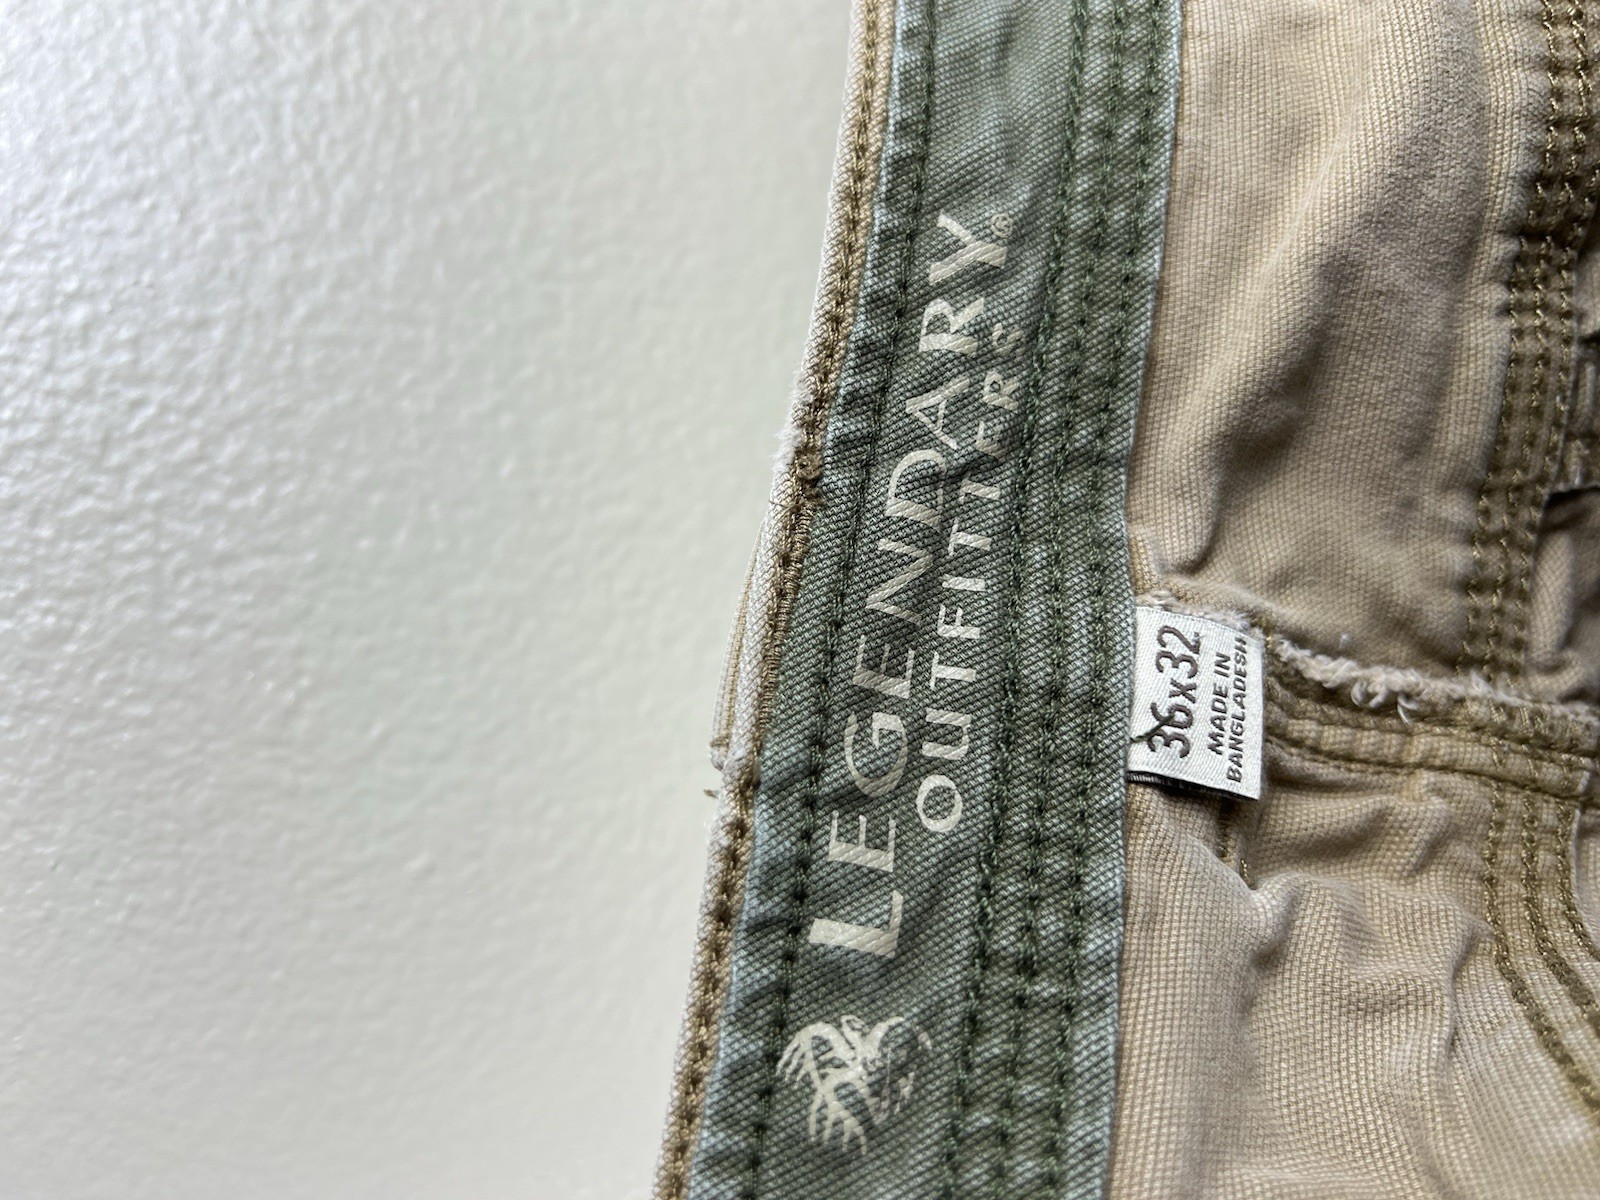 LEGENDARY®
OUTFITTERS
36x32
MADE IN
BANGLADESH